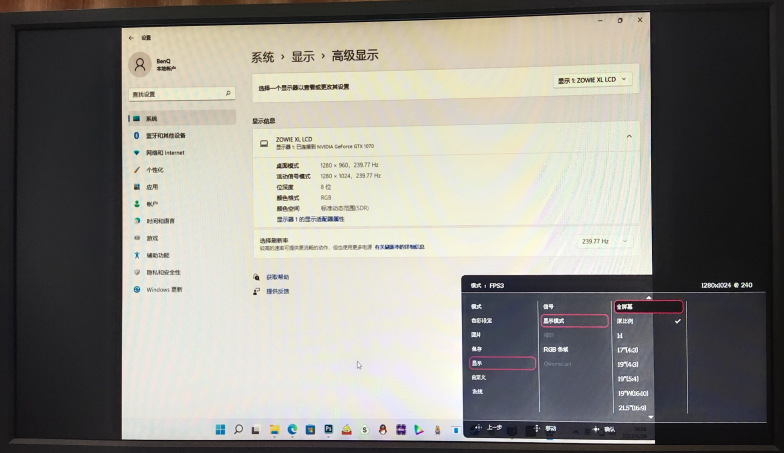 ← 设置
BenQ
本地帐户
查找设置
系统
蓝牙和其他设备
网络和 Internet
个性化
应用
帐户
时间和语言
游戏
辅助功能
隐私和安全性
Windows 更新
系统 › 显示 › 高级显示
选择一个显示器以查看或更改其设置
显示 1: ZOWIE XL LCD
显示信息
ZOWIE XL LCD
显示器 1: 已连接到 NVIDIA GeForce GTX 1070
桌面模式 1280 × 960, 239.77 Hz
活动信号模式 1280 × 1024, 239.77 Hz
位深度 8 位
颜色格式 RGB
颜色空间 标准动态范围(SDR)
显示器 1 的显示适配器属性
选择刷新率
较高的速率可提供更流畅的动作，但也使用更多电源 有关刷新率的详细信息
239.77 Hz
获取帮助
提供反馈
模式 : FPS3
1280x1024 @ 240
模式
色彩设定
图片
显示
自定义
系统
信号
显示模式
RGB 色域
全屏幕
原比例
1:1
17"(4:3)
19"(4:3)
19"(5:4)
19"W(16:10)
21.5"(16:9)
上一步
移动
确认